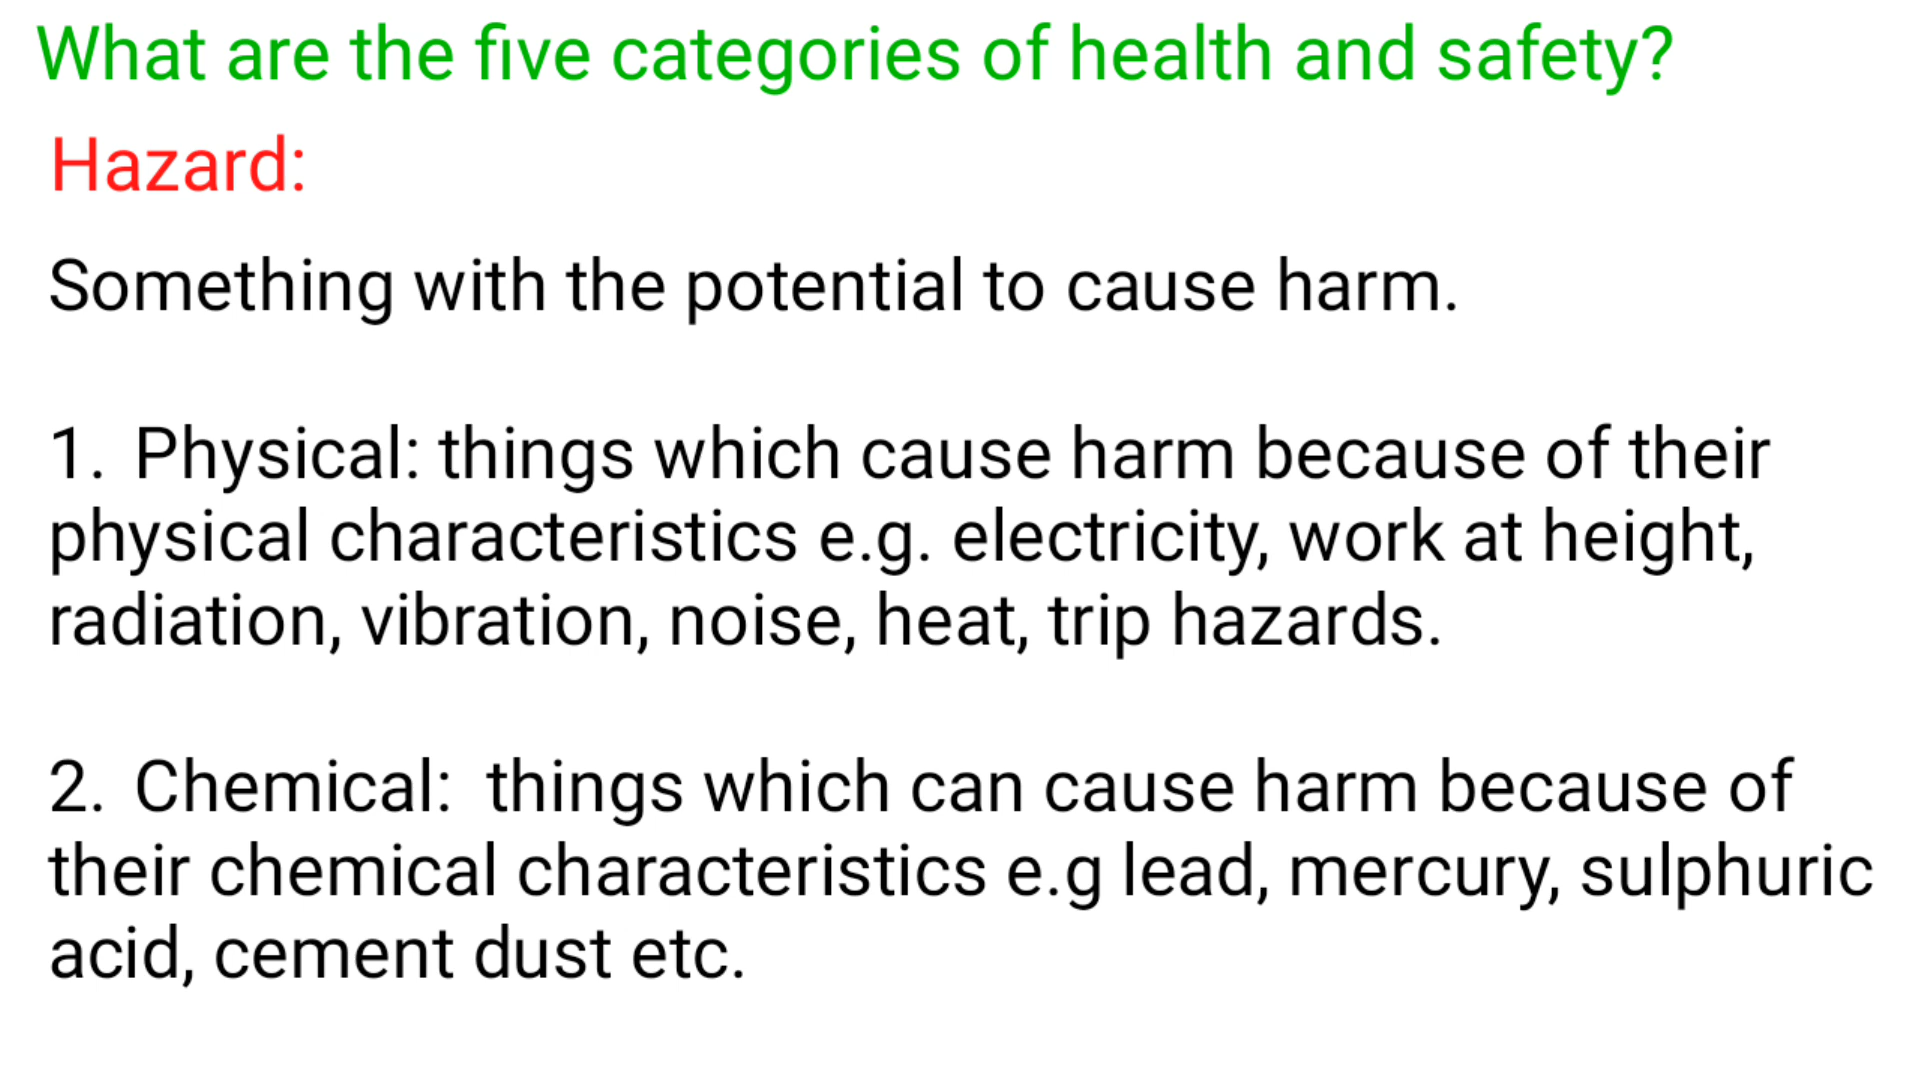 What are the five categories of health and safety?
Hazard:
Something with the potential to cause harm.
1. Physical: things which cause harm because of their
physical characteristics e.g. electricity, work at height,
radiation, vibration, noise, heat, trip hazards.
2. Chemical: things which can cause harm because of
their chemical characteristics e.g lead, mercury, sulphuric
acid, cement dust etc.